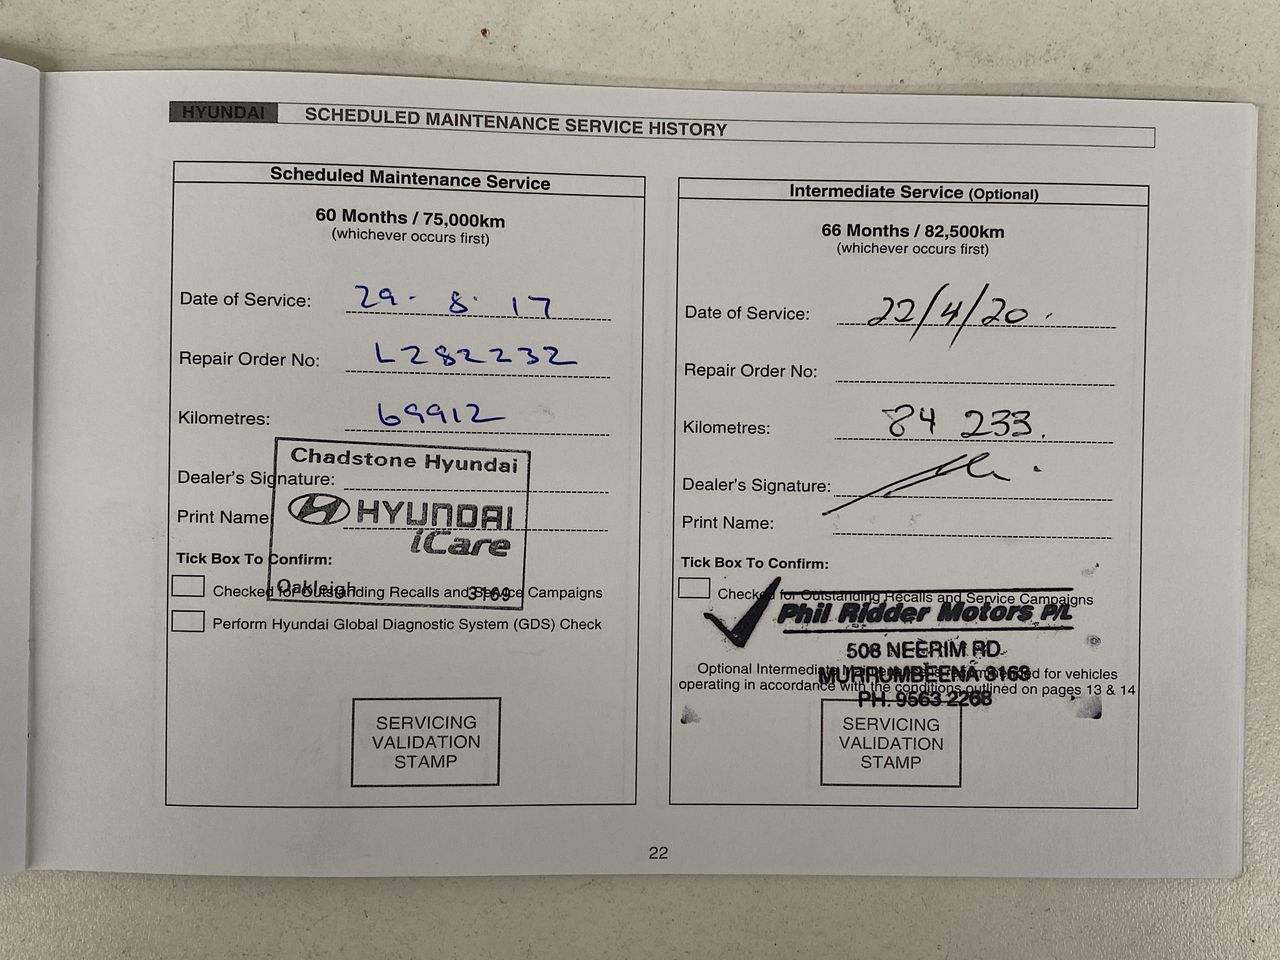 HYUNDAI SCHEDULED MAINTENANCE SERVICE HISTORY
Scheduled Maintenance Service
60 Months / 75,000km
(whichever occurs first)
Date of Service: 29-8-17
Repair Order No: L282232
Kilometres: 69912
Chadstone Hyundai
Dealer's Signature:
HYUNDAI
Print Name
iCare
Tick Box To Confirm:
Oakleigh 3169
Checked for Outstanding Recalls and Service Campaigns
Perform Hyundai Global Diagnostic System (GDS) Check
SERVICING
VALIDATION
STAMP
Intermediate Service (Optional)
66 Months / 82,500km
(whichever occurs first)
Date of Service: 22/4/20.
Repair Order No:
Kilometres: 84 233.
Dealer's Signature:
Print Name:
Tick Box To Confirm:
Checked for Outstanding Recalls and Service Campaigns
Phil Ridder Motors P/L
508 NEERIM RD.
MURRUMBEENA 3163
PH. 9563 2268
Optional Intermediate Maintenance is recommended for vehicles
operating in accordance with the conditions outlined on pages 13 & 14
SERVICING
VALIDATION
STAMP
22